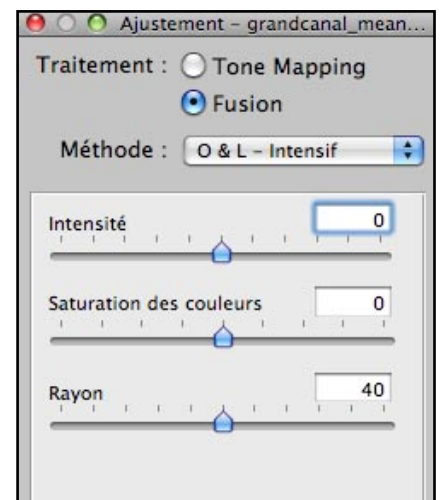 Ajustement – grandcanal_mean...
Traitement : Tone Mapping
Fusion
Méthode : O & L – Intensif
Intensité 0
Saturation des couleurs 0
Rayon 40